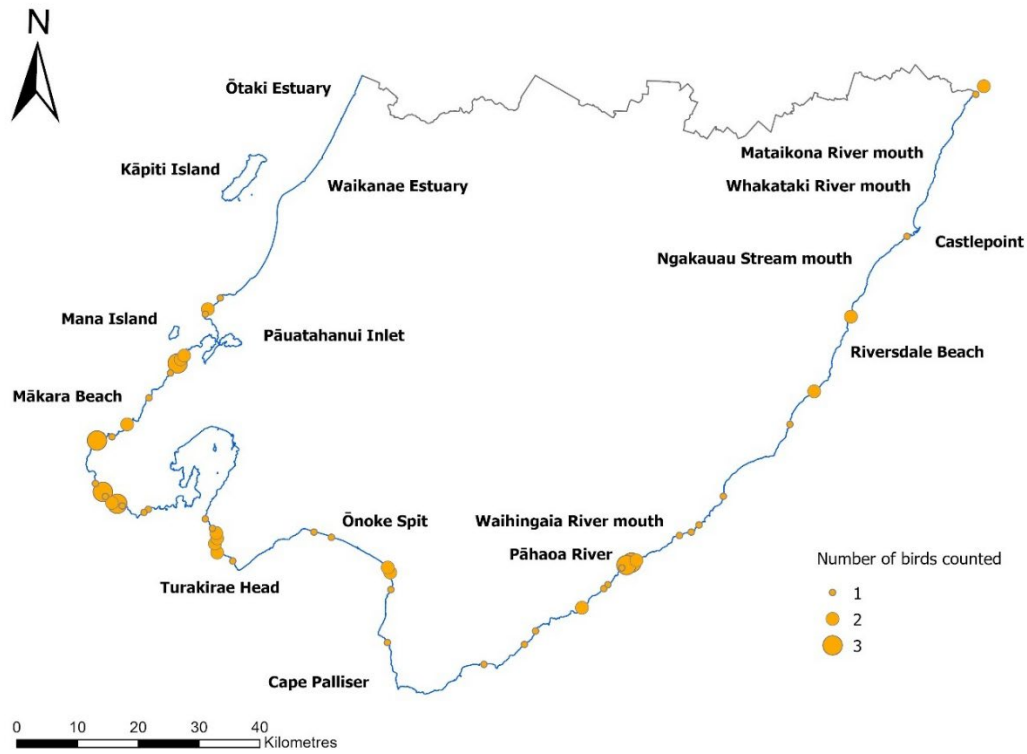 N
Ōtaki Estuary
Kāpiti Island
Waikanae Estuary
Mataikona River mouth
Whakataki River mouth
Castlepoint
Ngakauau Stream mouth
Mana Island
Pāuatahanui Inlet
Riversdale Beach
Mākara Beach
Ōnoke Spit
Waihingaia River mouth
Pāhaoa River
Turakirae Head
Cape Palliser
Number of birds counted
1
2
3
0 10 20 30 40
Kilometres